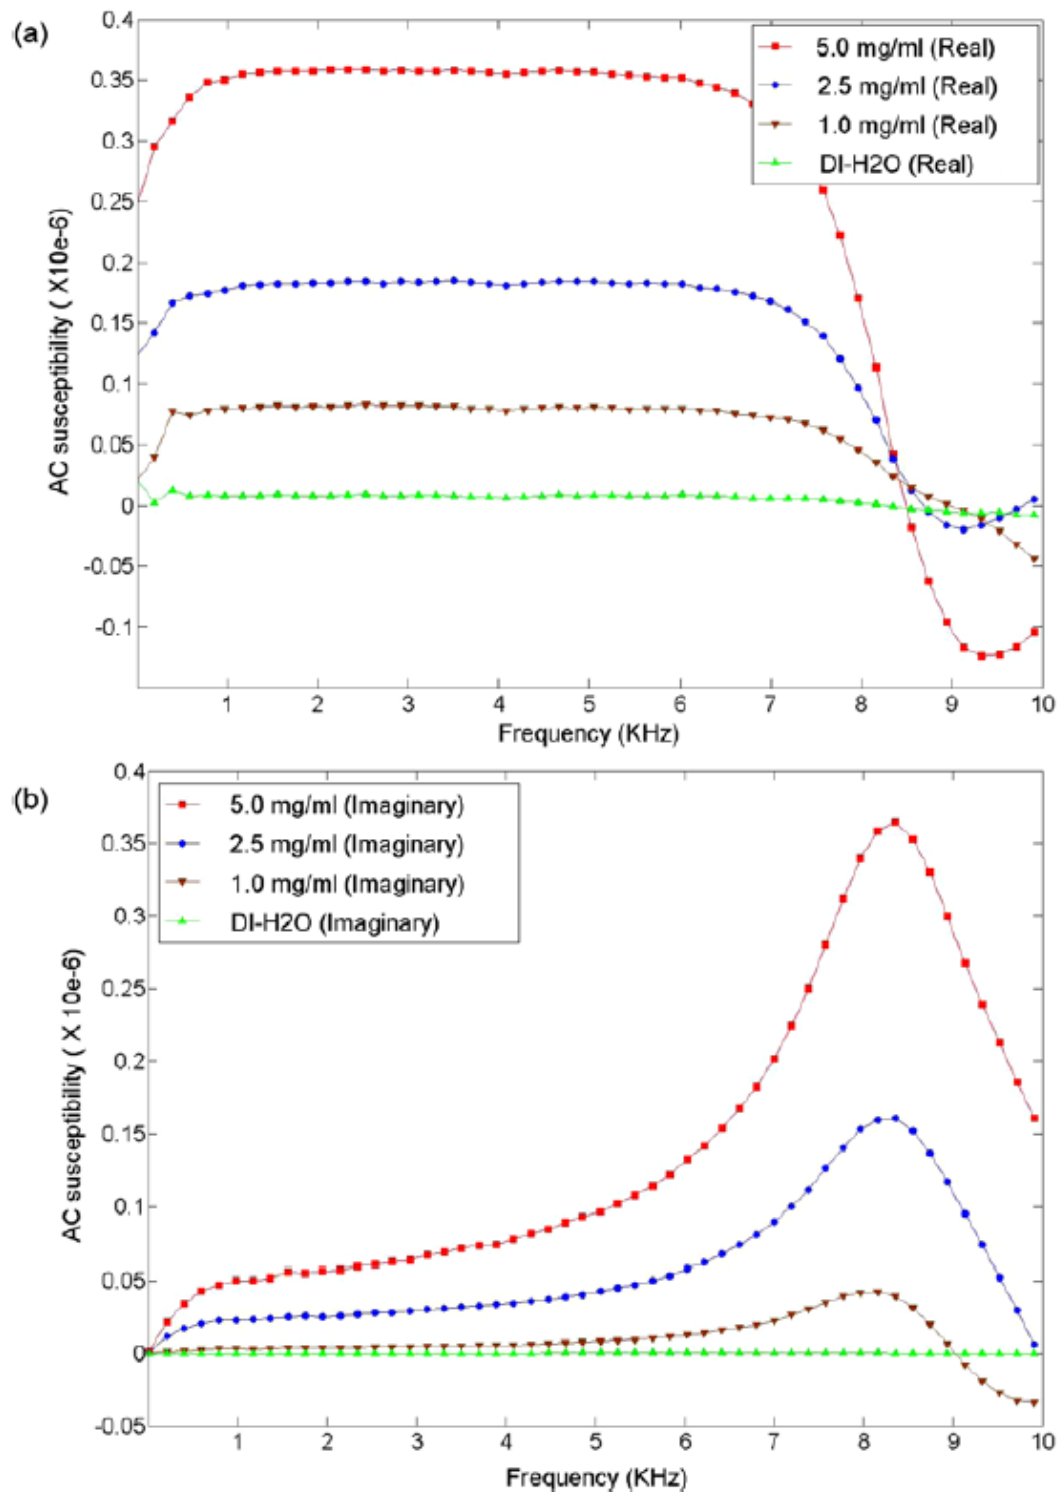 (a)
0.4
0.35
0.3
0.25
0.2
0.15
0.1
0.05
0
-0.05
-0.1
AC susceptibility ( X10e-6)
5.0 mg/ml (Real)
2.5 mg/ml (Real)
1.0 mg/ml (Real)
DI-H2O (Real)
1 2 3 4 5 6 7 8 9 10
Frequency (KHz)
(b)
0.4
0.35
0.3
0.25
0.2
0.15
0.1
0.05
0
-0.05
AC susceptibility ( X 10e-6)
5.0 mg/ml (Imaginary)
2.5 mg/ml (Imaginary)
1.0 mg/ml (Imaginary)
DI-H2O (Imaginary)
1 2 3 4 5 6 7 8 9 10
Frequency (KHz)